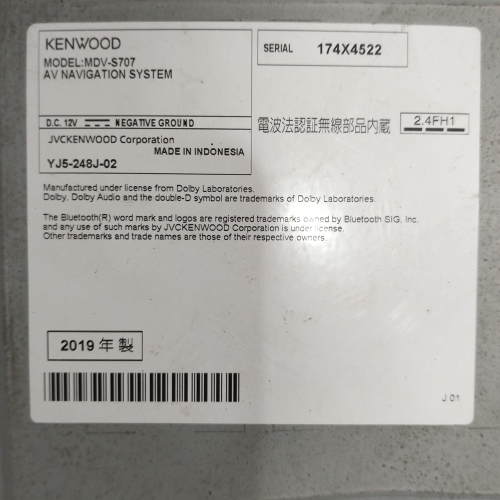 KENWOOD
MODEL:MDV-S707
AV NAVIGATION SYSTEM
SERIAL 174X4522
D.C. 12V NEGATIVE GROUND
JVCKENWOOD Corporation
MADE IN INDONESIA
YJ5-248J-02
電波法認証無線部品内蔵 2.4FH1
Manufactured under license from Dolby Laboratories.
Dolby, Dolby Audio and the double-D symbol are trademarks of Dolby Laboratories.
The Bluetooth(R) word mark and logos are registered trademarks owned by Bluetooth SIG, Inc.
and any use of such marks by JVCKENWOOD Corporation is under license.
Other trademarks and trade names are those of their respective owners.
2019 年 製
J 01